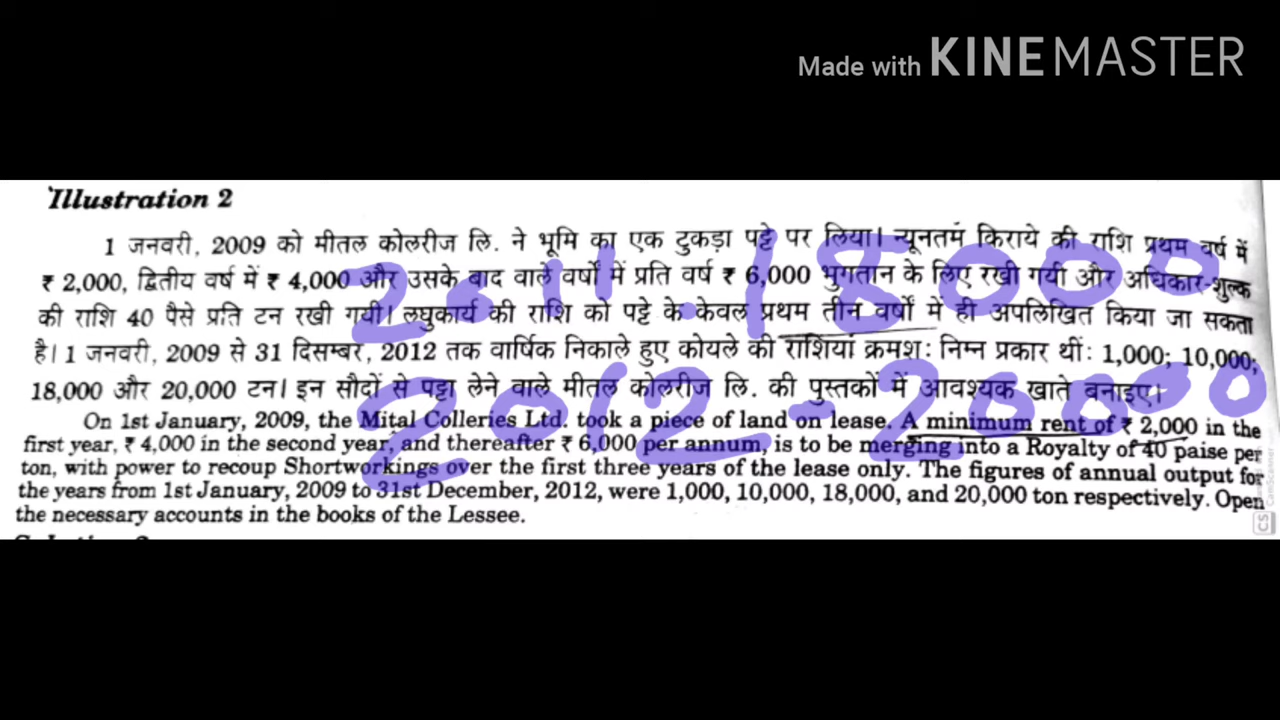 Made with KINEMASTER
Illustration 2
1 जनवरी, 2009 को मीतल कोलरीज लि. ने भूमि का एक टुकड़ा पट्टे पर लिया। न्यूनतम किराये की राशि प्रथम वर्ष में
₹ 2,000, द्वितीय वर्ष में ₹ 4,000 और उसके बाद वाले वर्षों में प्रति वर्ष ₹ 6,000 भुगतान के लिए रखी गयी और अधिकार-शुल्क
की राशि 40 पैसे प्रति टन रखी गयी। लघुकार्य की राशि को पट्टे के केवल प्रथम तीन वर्षों में ही अपलिखित किया जा सकता
2011. 18000
है। 1 जनवरी, 2009 से 31 दिसम्बर, 2012 तक वार्षिक निकाले हुए कोयले की राशियां क्रमश: निम्न प्रकार थीं: 1,000; 10,000;
18,000 और 20,000 टन। इन सौदों से पट्टा लेने वाले मीतल कोलरीज लि. की पुस्तकों में आवश्यक खाते बनाइए।
2012 - 20000
On 1st January, 2009, the Mital Colleries Ltd. took a piece of land on lease. A minimum rent of ₹ 2,000 in the
first year, ₹ 4,000 in the second year, and thereafter ₹ 6,000 per annum, is to be merging into a Royalty of 40 paise per
ton, with power to recoup Shortworkings over the first three years of the lease only. The figures of annual output for
the years from 1st January, 2009 to 31st December, 2012, were 1,000, 10,000, 18,000, and 20,000 ton respectively. Open
the necessary accounts in the books of the Lessee.
CS CamScanner